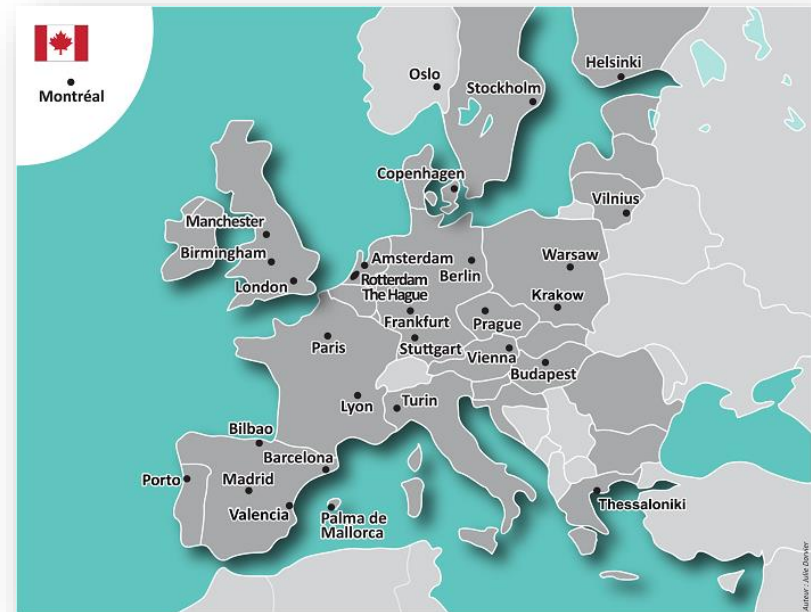 Montréal
Oslo
Stockholm
Helsinki
Copenhagen
Vilnius
Manchester
Birmingham
London
Amsterdam
Rotterdam
The Hague
Berlin
Warsaw
Krakow
Frankfurt
Prague
Stuttgart
Vienna
Budapest
Paris
Lyon
Turin
Bilbao
Barcelona
Porto
Madrid
Valencia
Palma de
Mallorca
Thessaloniki